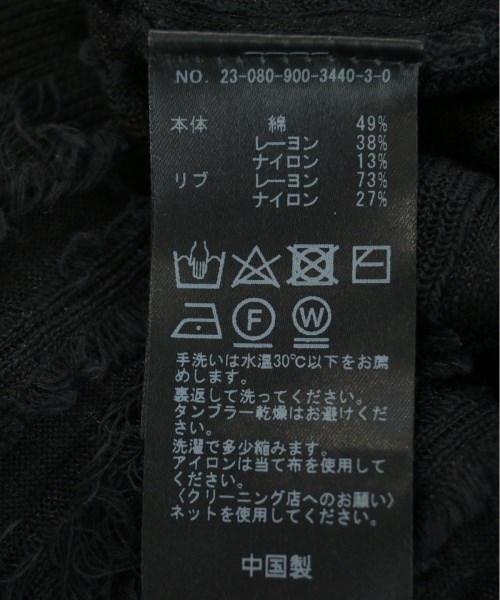 NO. 23-080-900-3440-3-0
本体 綿 49%
レーヨン 38%
ナイロン 13%
リブ レーヨン 73%
ナイロン 27%
F W
手洗いは水温30℃以下をお薦
めします。
裏返して洗ってください。
タンブラー乾燥はお避けくだ
さい。
洗濯で多少縮みます。
アイロンは当て布を使用して
ください。
〈クリーニング店へのお願い〉
ネットを使用してください。
中国製